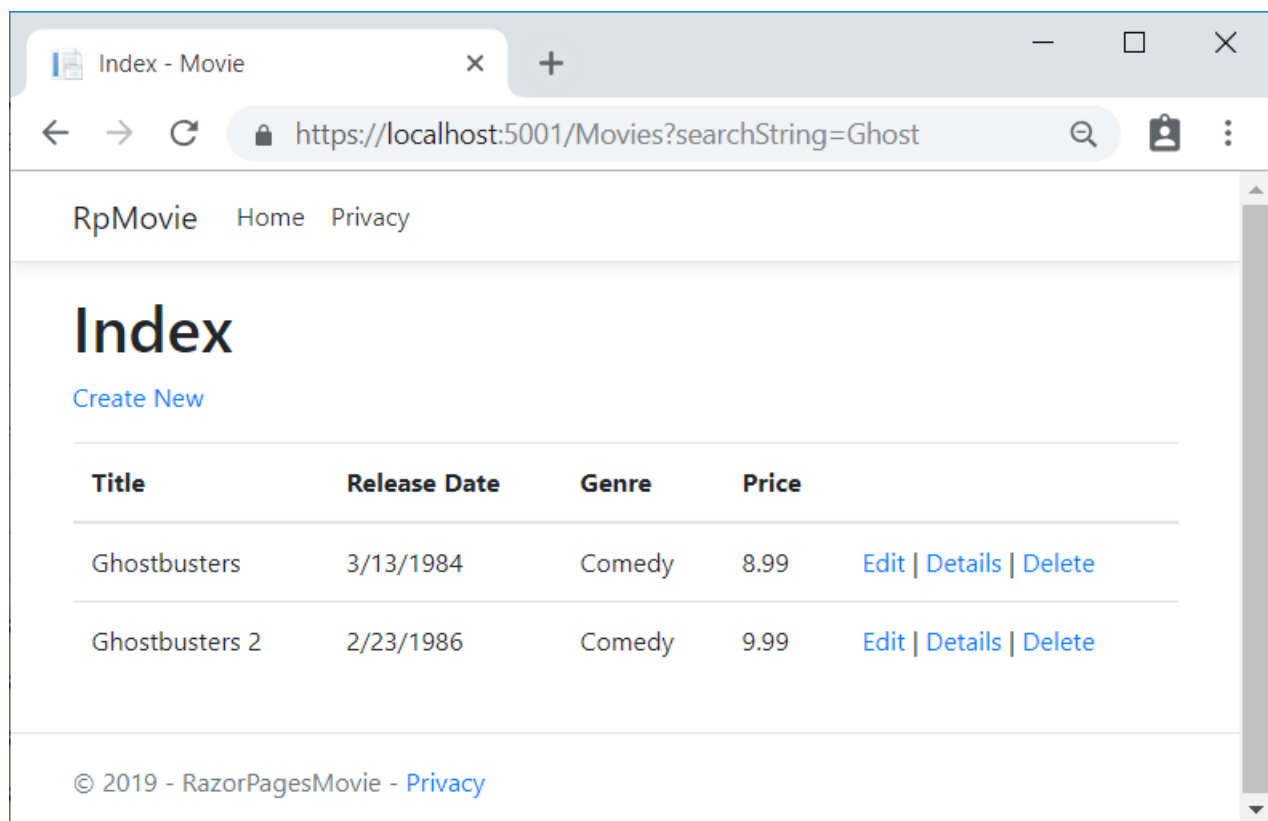 Index - Movie
https://localhost:5001/Movies?searchString=Ghost
RpMovie Home Privacy
Index
Create New
Title Release Date Genre Price
Ghostbusters 3/13/1984 Comedy 8.99 Edit | Details | Delete
Ghostbusters 2 2/23/1986 Comedy 9.99 Edit | Details | Delete
© 2019 - RazorPagesMovie - Privacy